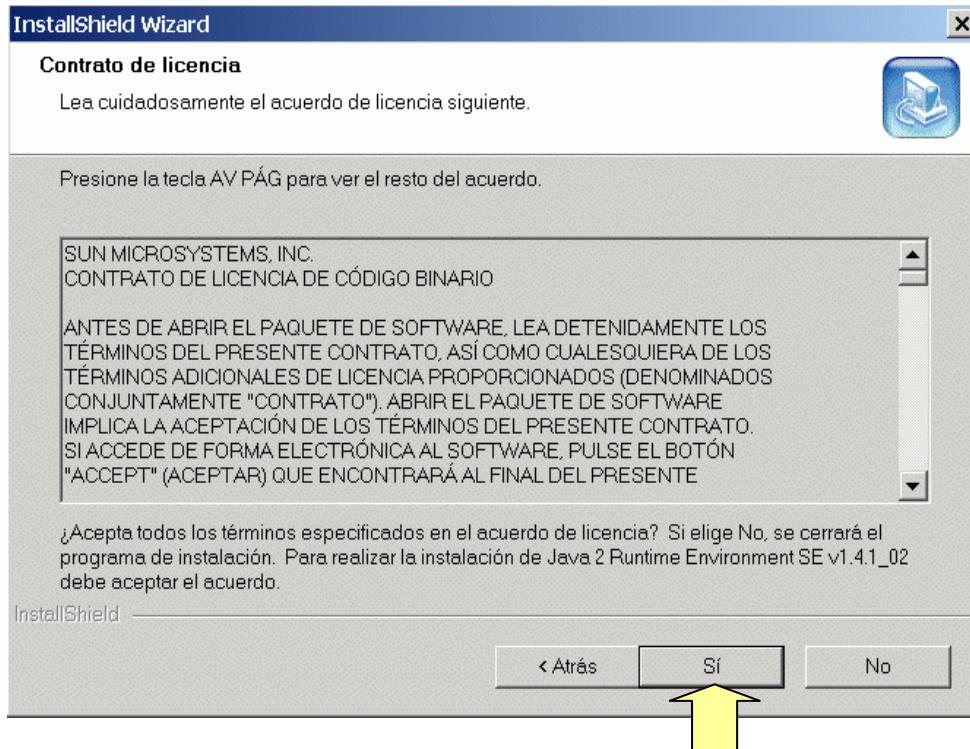 InstallShield Wizard
Contrato de licencia
Lea cuidadosamente el acuerdo de licencia siguiente.
Presione la tecla AV PÁG para ver el resto del acuerdo.
SUN MICROSYSTEMS, INC.
CONTRATO DE LICENCIA DE CÓDIGO BINARIO
ANTES DE ABRIR EL PAQUETE DE SOFTWARE, LEA DETENIDAMENTE LOS
TÉRMINOS DEL PRESENTE CONTRATO, ASÍ COMO CUALESQUIERA DE LOS
TÉRMINOS ADICIONALES DE LICENCIA PROPORCIONADOS (DENOMINADOS
CONJUNTAMENTE "CONTRATO"). ABRIR EL PAQUETE DE SOFTWARE
IMPLICA LA ACEPTACIÓN DE LOS TÉRMINOS DEL PRESENTE CONTRATO.
SI ACCEDE DE FORMA ELECTRÓNICA AL SOFTWARE, PULSE EL BOTÓN
"ACCEPT" (ACEPTAR) QUE ENCONTRARÁ AL FINAL DEL PRESENTE
¿Acepta todos los términos especificados en el acuerdo de licencia? Si elige No, se cerrará el
programa de instalación. Para realizar la instalación de Java 2 Runtime Environment SE v1.4.1_02
debe aceptar el acuerdo.
InstallShield
< Atrás
Sí
No